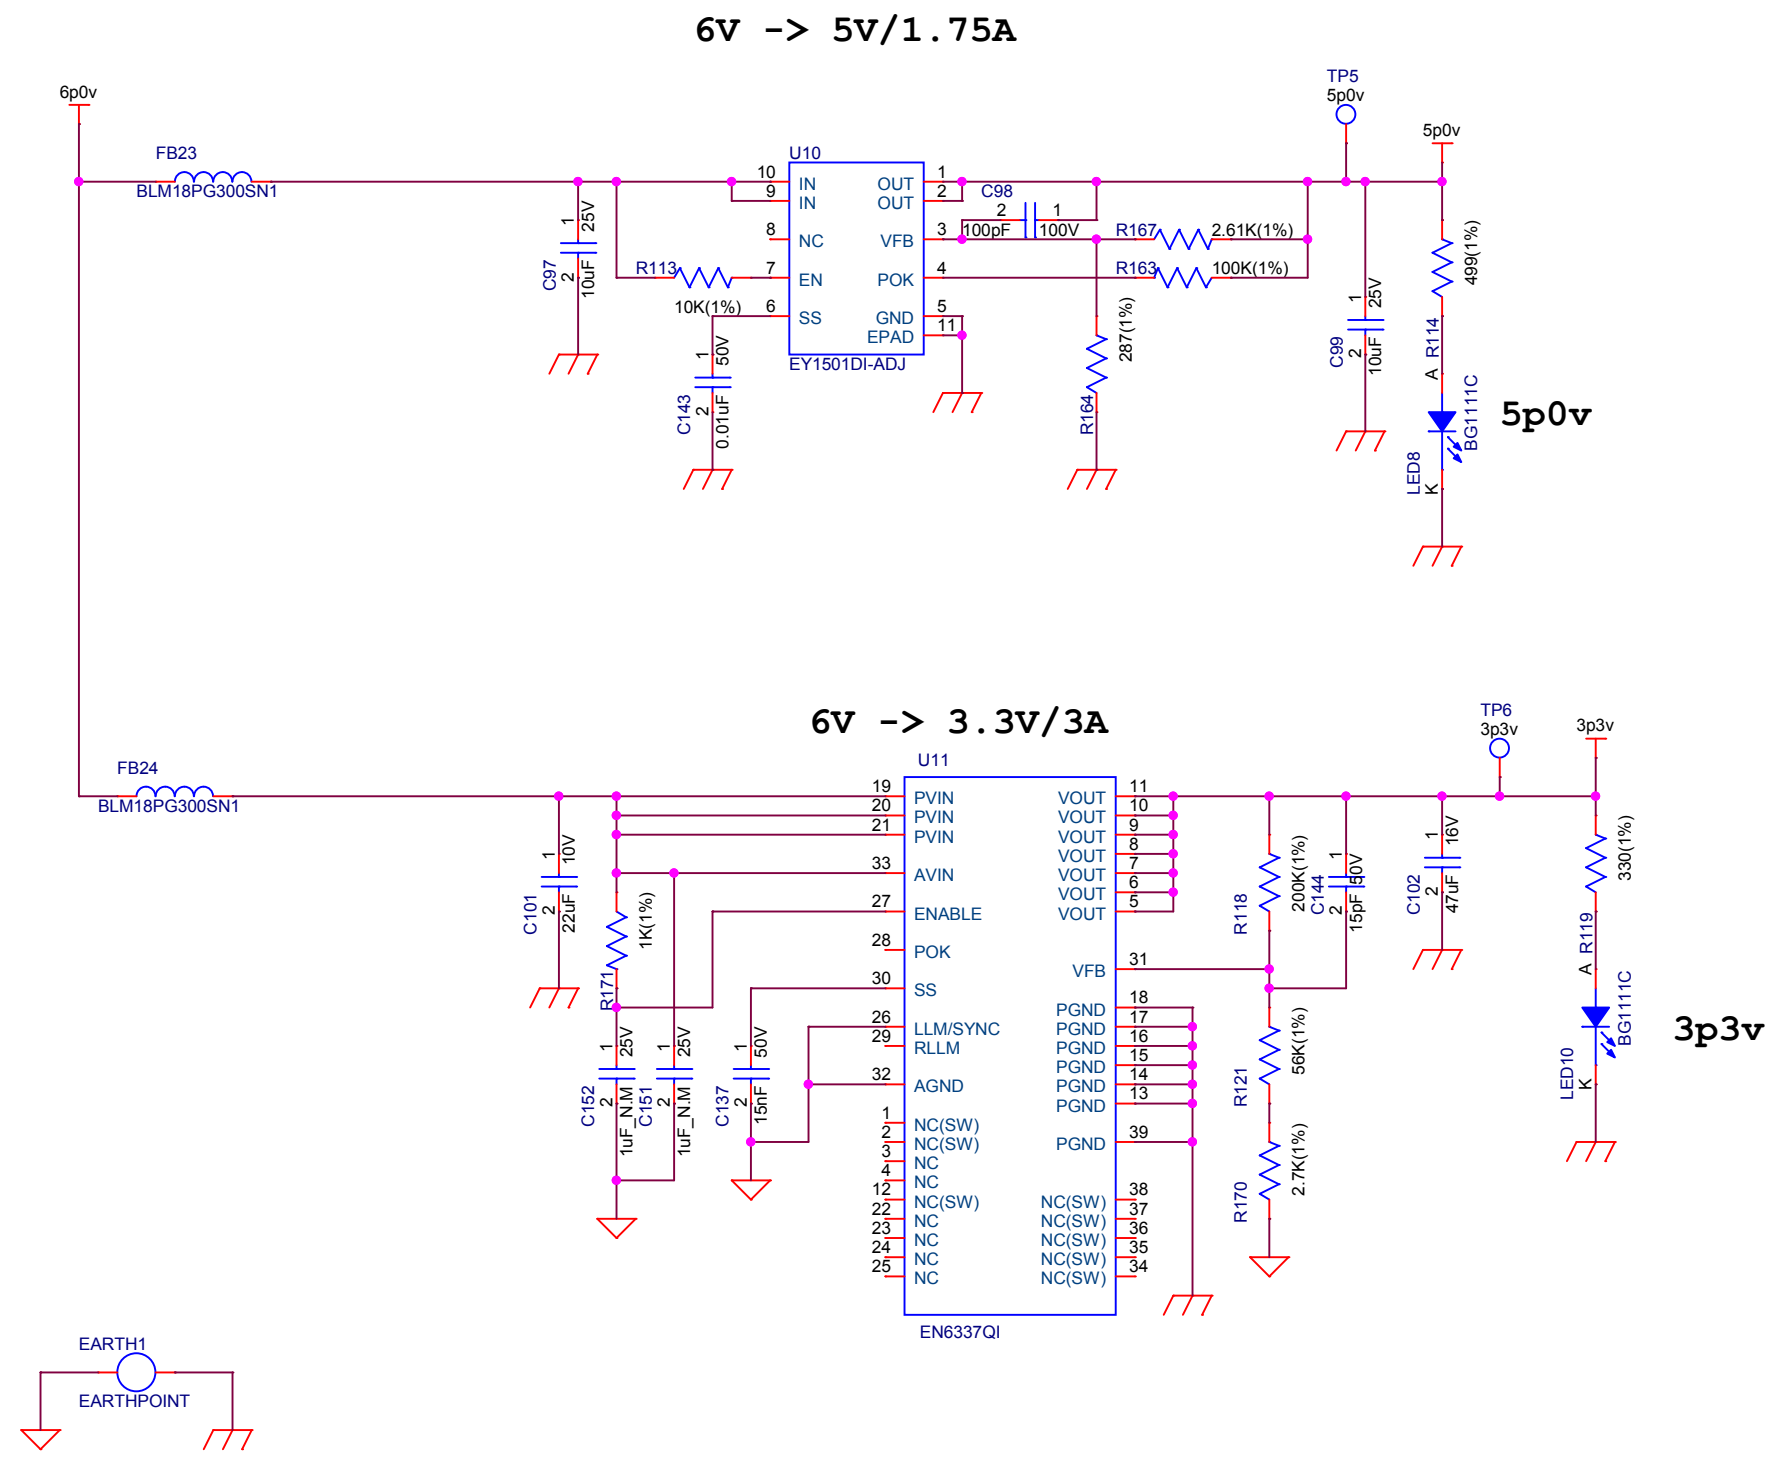 6V -> 5V/1.75A
6p0v
TP5
5p0v
5p0v
FB23
BLM18PG300SN1
U10
10
IN
9
IN
8
NC
7
EN
6
SS
OUT
1
OUT
2
VFB
3
POK
4
GND
5
EPAD
11
EY1501DI-ADJ
C97
1
2
25V
10uF
R113
10K(1%)
C143
1
2
50V
0.01uF
C98
2
1
100pF
100V
R167
2.61K(1%)
R163
100K(1%)
R164
287(1%)
C99
1
2
25V
10uF
R114
499(1%)
A
BG1111C
LED8
K
5p0v
6V -> 3.3V/3A
TP6
3p3v
3p3v
FB24
BLM18PG300SN1
U11
19
PVIN
20
PVIN
21
PVIN
33
AVIN
27
ENABLE
28
POK
30
SS
26
LLM/SYNC
29
RLLM
32
AGND
1
NC(SW)
2
NC(SW)
3
NC
4
NC
12
NC(SW)
22
NC
23
NC
24
NC
25
NC
VOUT
11
VOUT
10
VOUT
9
VOUT
8
VOUT
7
VOUT
6
VOUT
5
VFB
31
PGND
18
PGND
17
PGND
16
PGND
15
PGND
14
PGND
13
PGND
39
NC(SW)
38
NC(SW)
37
NC(SW)
36
NC(SW)
35
NC(SW)
34
EN6337QI
C101
1
2
10V
22uF
R171
1K(1%)
C152
1
2
25V
1uF_N.M
C151
1
2
25V
1uF_N.M
C137
1
2
50V
15nF
R118
200K(1%)
C144
1
2
50V
15pF
C102
1
2
16V
47uF
R121
56K(1%)
R170
2.7K(1%)
R119
330(1%)
A
BG1111C
LED10
K
3p3v
EARTH1
EARTHPOINT